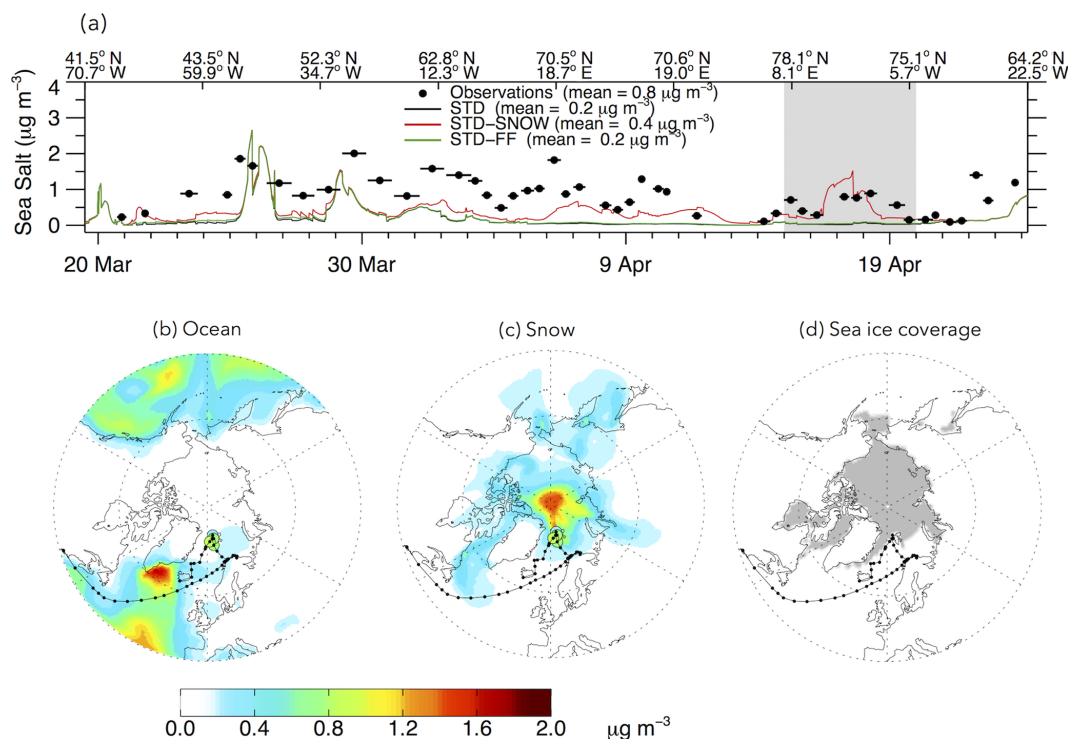 (a)
41.5° N 43.5° N 52.3° N 62.8° N 70.5° N 70.6° N 78.1° N 75.1° N 64.2° N
70.7° W 59.9° W 34.7° W 12.3° W 18.7° E 19.0° E 8.1° E 5.7° W 22.5° W
Sea Salt (µg m⁻³)
4
3
2
1
0
Observations (mean = 0.8 µg m⁻³)
STD (mean = 0.2 µg m⁻³)
STD–SNOW (mean = 0.4 µg m⁻³)
STD–FF (mean = 0.2 µg m⁻³)
20 Mar 30 Mar 9 Apr 19 Apr
(b) Ocean (c) Snow (d) Sea ice coverage
0.0 0.4 0.8 1.2 1.6 2.0 µg m⁻³